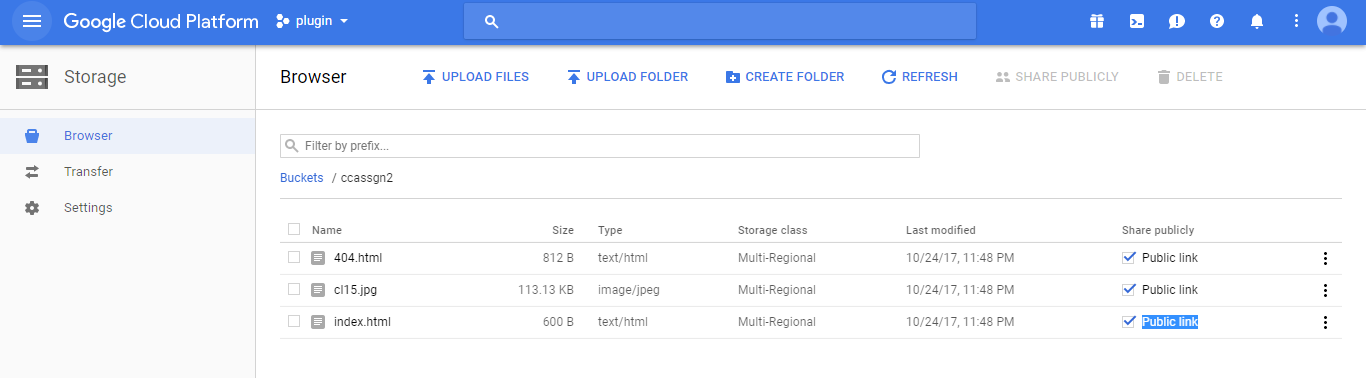 Google Cloud Platform plugin
Storage
Browser UPLOAD FILES UPLOAD FOLDER CREATE FOLDER REFRESH SHARE PUBLICLY DELETE
Browser
Transfer
Settings
Filter by prefix...
Buckets / ccassgn2
Name Size Type Storage class Last modified Share publicly
404.html 812 B text/html Multi-Regional 10/24/17, 11:48 PM Public link
cl15.jpg 113.13 KB image/jpeg Multi-Regional 10/24/17, 11:48 PM Public link
index.html 600 B text/html Multi-Regional 10/24/17, 11:48 PM Public link